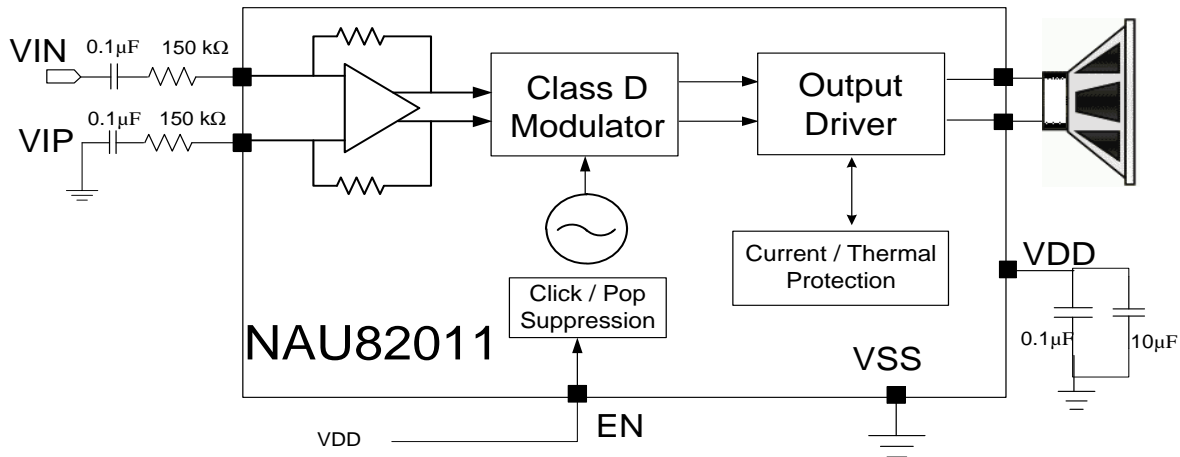 VIN
0.1µF
150 kΩ
VIP
0.1µF
150 kΩ
Class D
Modulator
Output
Driver
Current / Thermal
Protection
Click / Pop
Suppression
NAU82011
VDD
0.1µF
10µF
VSS
EN
VDD